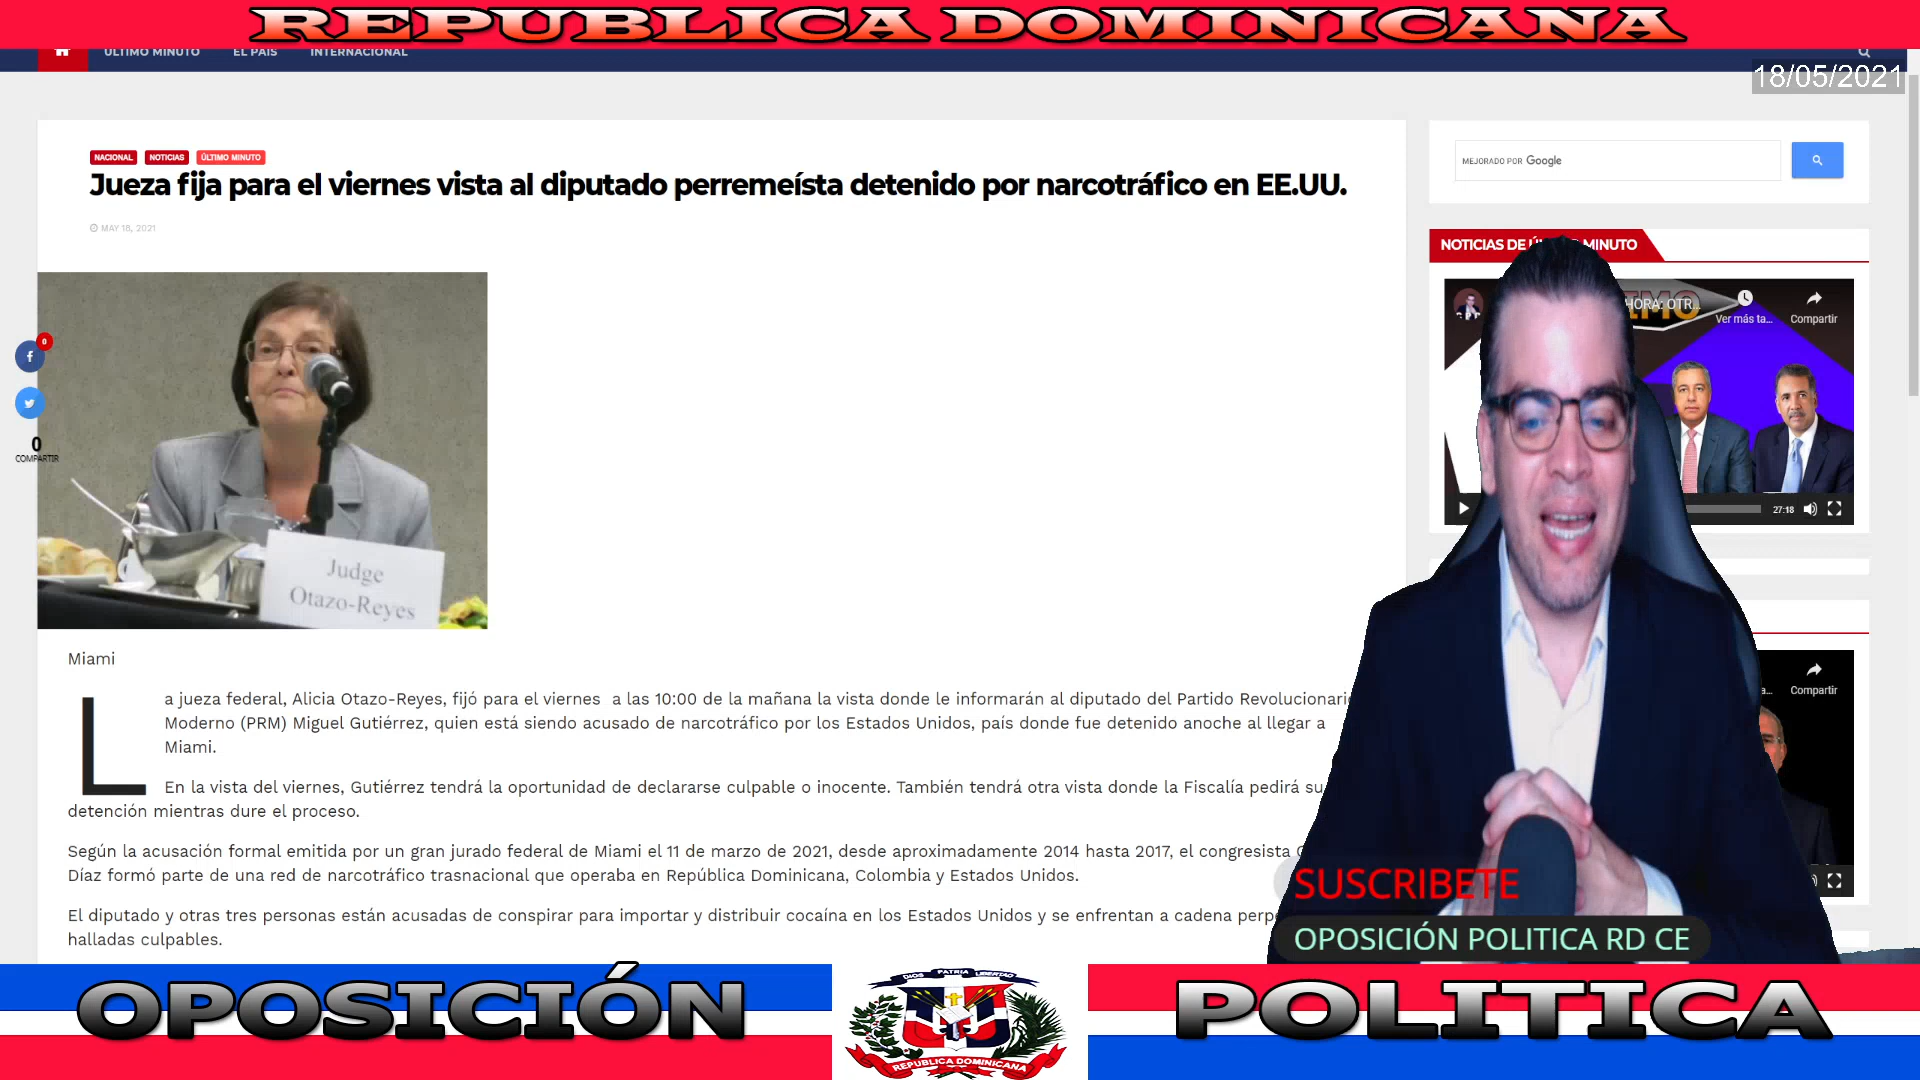 REPUBLICA DOMINICANA
ÚLTIMO MINUTO
EL PAÍS
INTERNACIONAL
18/05/2021
NACIONAL
NOTICIAS
ÚLTIMO MINUTO
Jueza fija para el viernes vista al diputado perremeísta detenido por narcotráfico en EE.UU.
MAY 18, 2021
MEJORADO POR Google
NOTICIAS DE MINUTO
HORA: OTR...
Ver más ta...
Compartir
27:18
0
0
COMPARTIR
Judge
Otazo-Reyes
Miami
La jueza federal, Alicia Otazo-Reyes, fijó para el viernes a las 10:00 de la mañana la vista donde le informarán al diputado del Partido Revolucionario
Moderno (PRM) Miguel Gutiérrez, quien está siendo acusado de narcotráfico por los Estados Unidos, país donde fue detenido anoche al llegar a
Miami.
En la vista del viernes, Gutiérrez tendrá la oportunidad de declararse culpable o inocente. También tendrá otra vista donde la Fiscalía pedirá su
detención mientras dure el proceso.
Según la acusación formal emitida por un gran jurado federal de Miami el 11 de marzo de 2021, desde aproximadamente 2014 hasta 2017, el congresista
Díaz formó parte de una red de narcotráfico trasnacional que operaba en República Dominicana, Colombia y Estados Unidos.
El diputado y otras tres personas están acusadas de conspirar para importar y distribuir cocaína en los Estados Unidos y se enfrentan a cadena
halladas culpables.
Compartir
SUSCRIBETE
OPOSICIÓN POLITICA RD CE
OPOSICIÓN
DIOS PATRIA LIBERTAD
REPUBLICA DOMINICANA
POLITICA